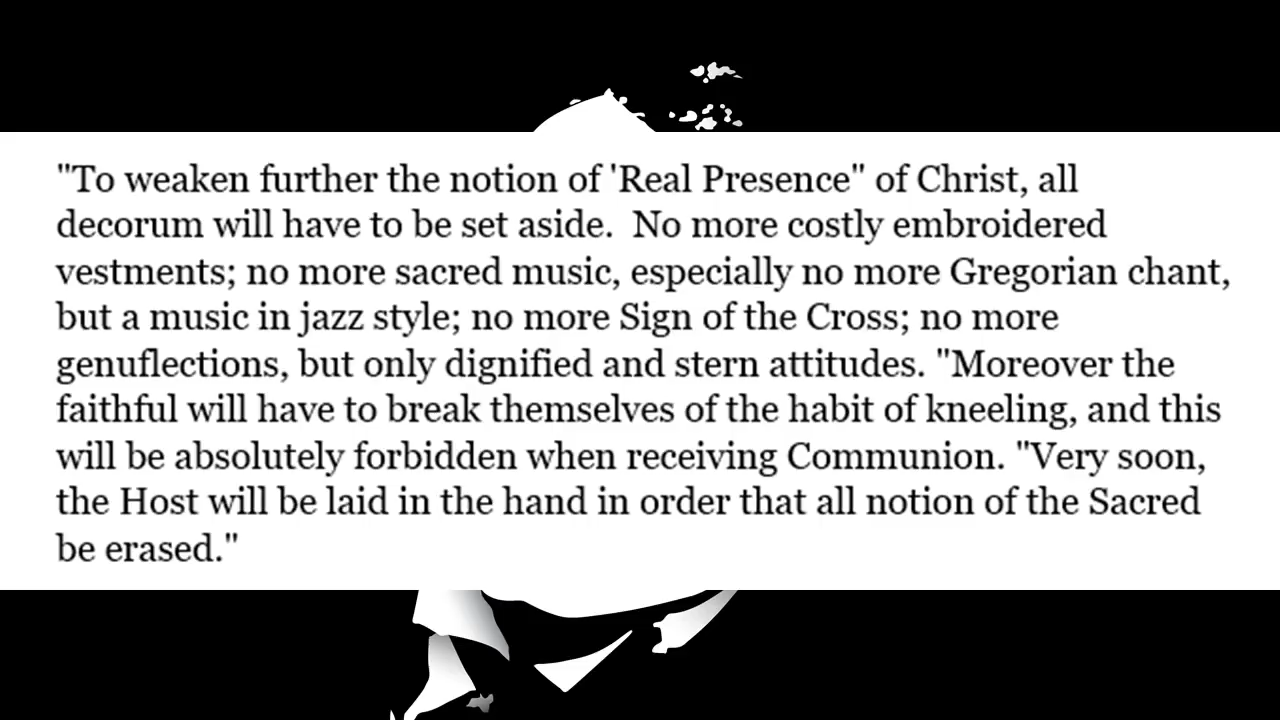 "To weaken further the notion of 'Real Presence" of Christ, all
decorum will have to be set aside.  No more costly embroidered
vestments; no more sacred music, especially no more Gregorian chant,
but a music in jazz style; no more Sign of the Cross; no more
genuflections, but only dignified and stern attitudes. "Moreover the
faithful will have to break themselves of the habit of kneeling, and this
will be absolutely forbidden when receiving Communion. "Very soon,
the Host will be laid in the hand in order that all notion of the Sacred
be erased."